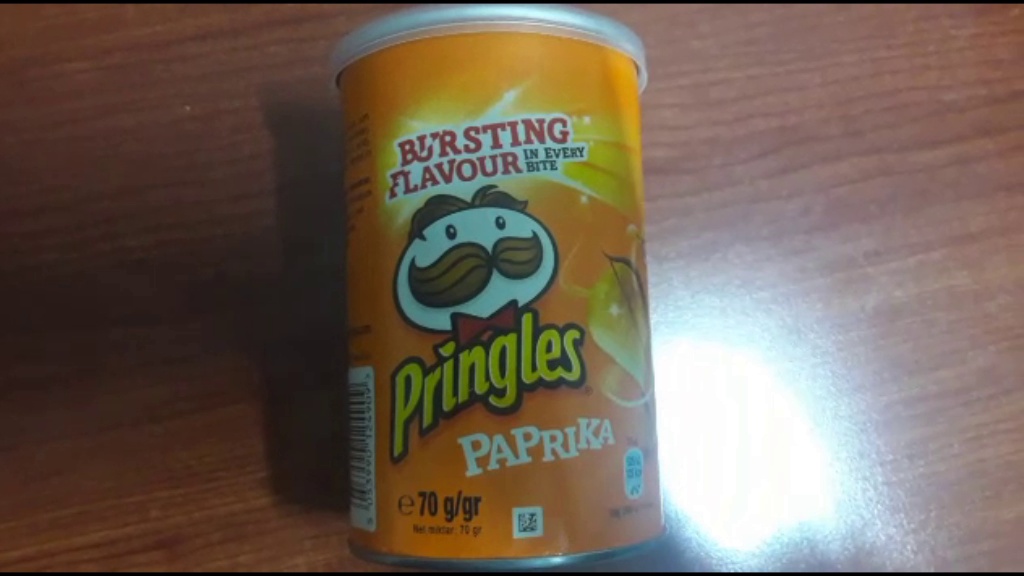 BURSTING
FLAVOUR IN EVERY
BITE
Pringles
PAPRIKA
e 70 g/gr
Net miktar: 70 gr